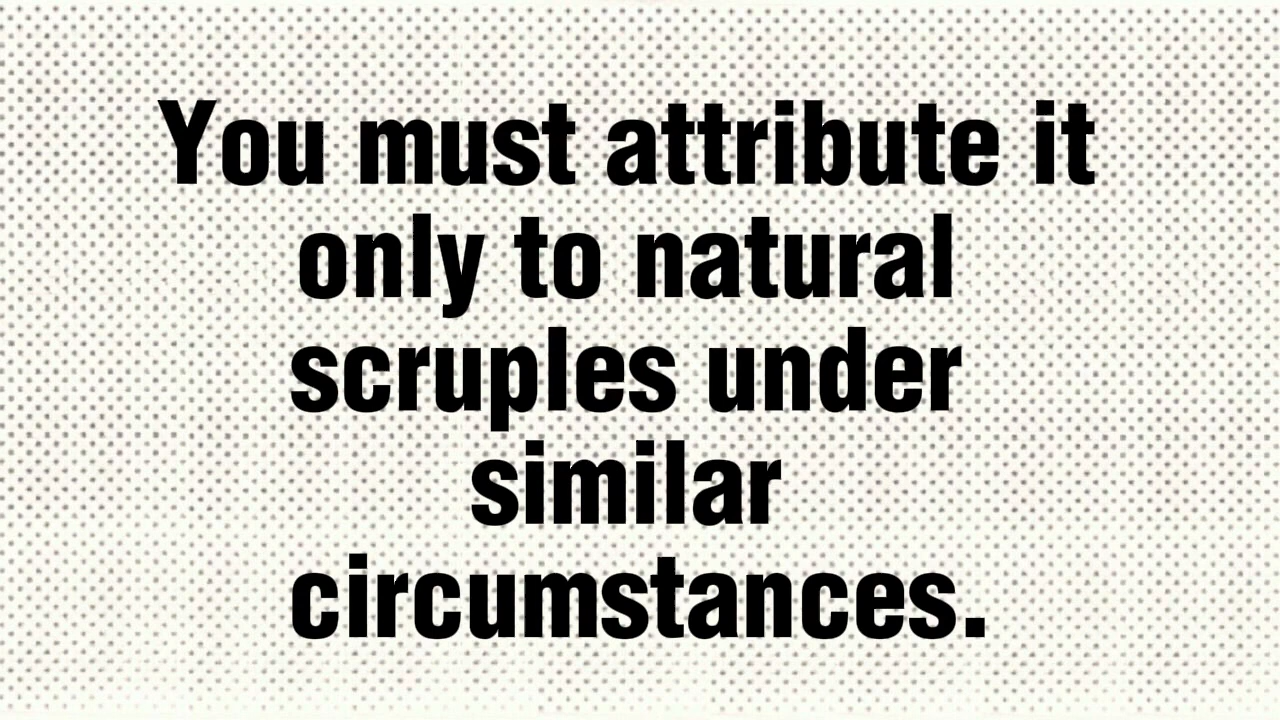 You must attribute it
only to natural
scruples under
similar
circumstances.